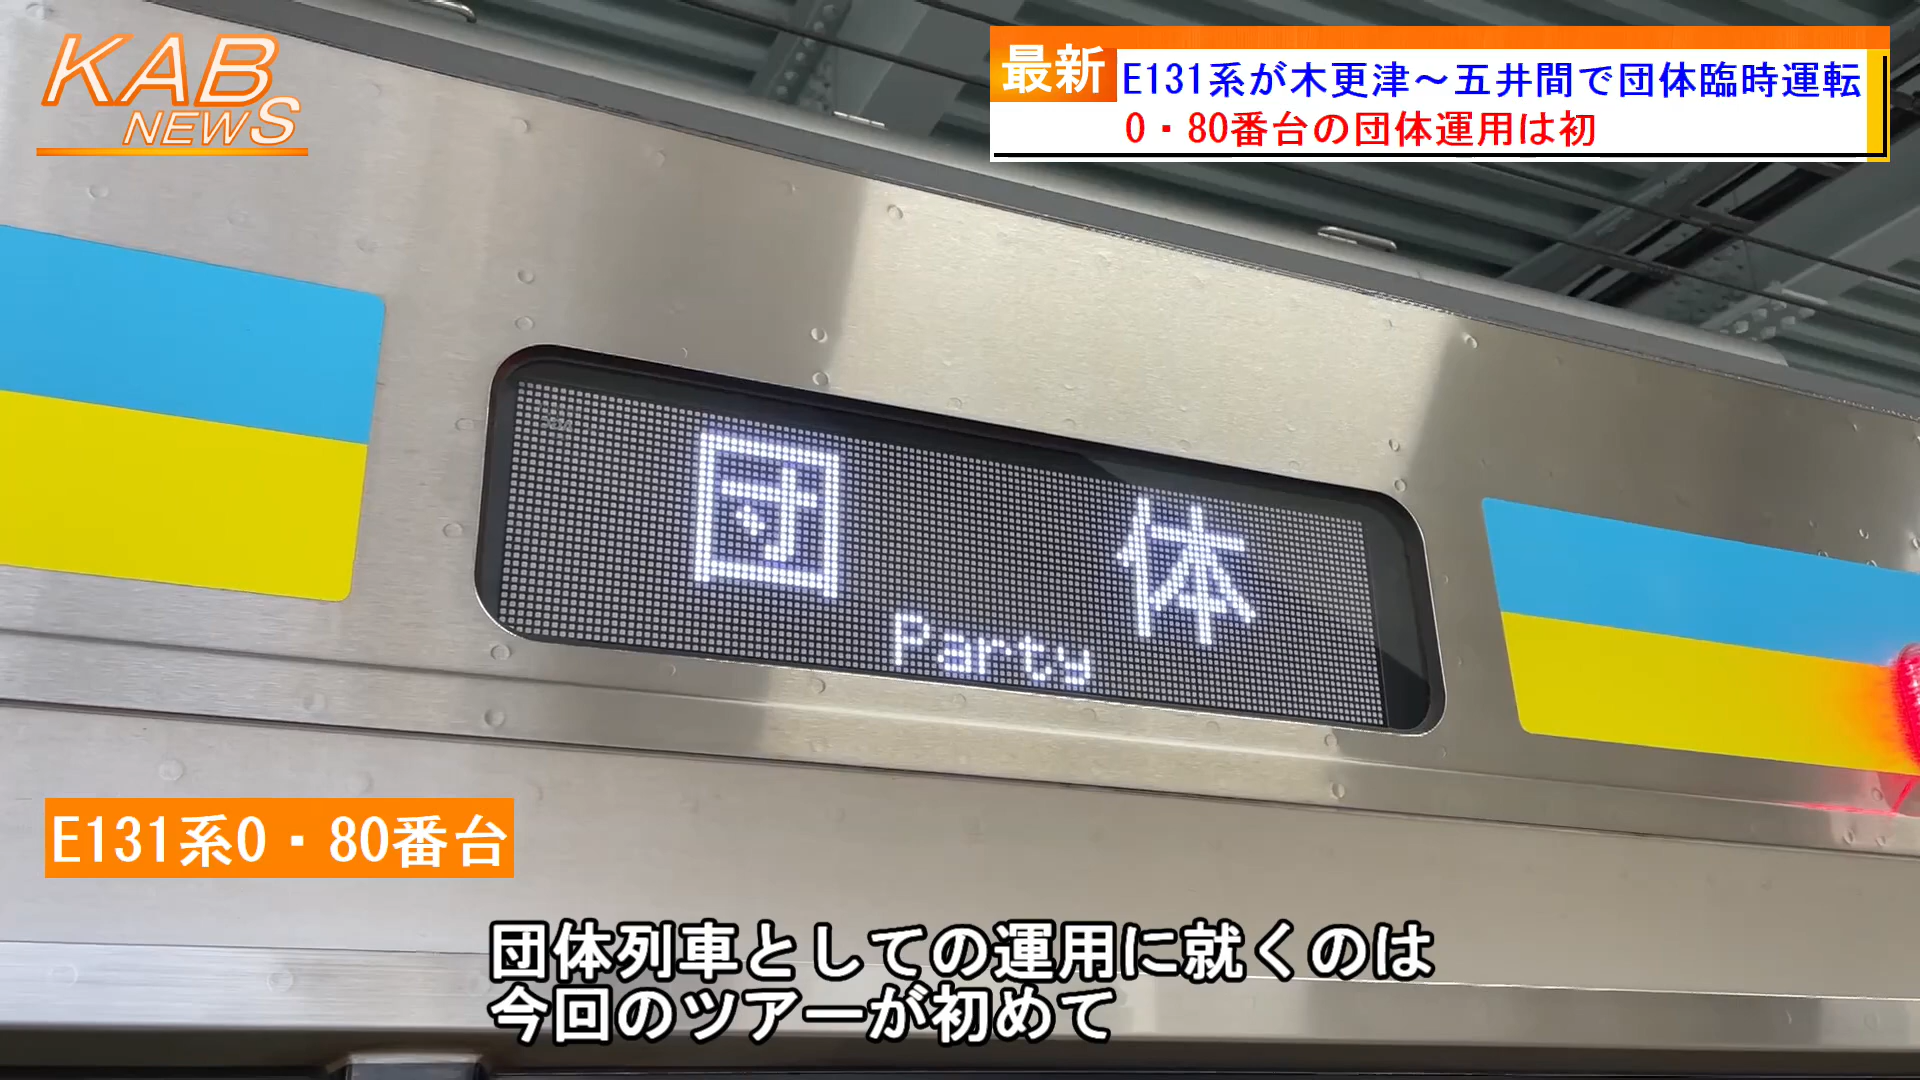 KAB
NEWS
最新
E131系が木更津～五井間で団体臨時運転
0・80番台の団体運用は初
団体
Party
E131系0・80番台
団体列車としての運用に就くのは
今回のツアーが初めて